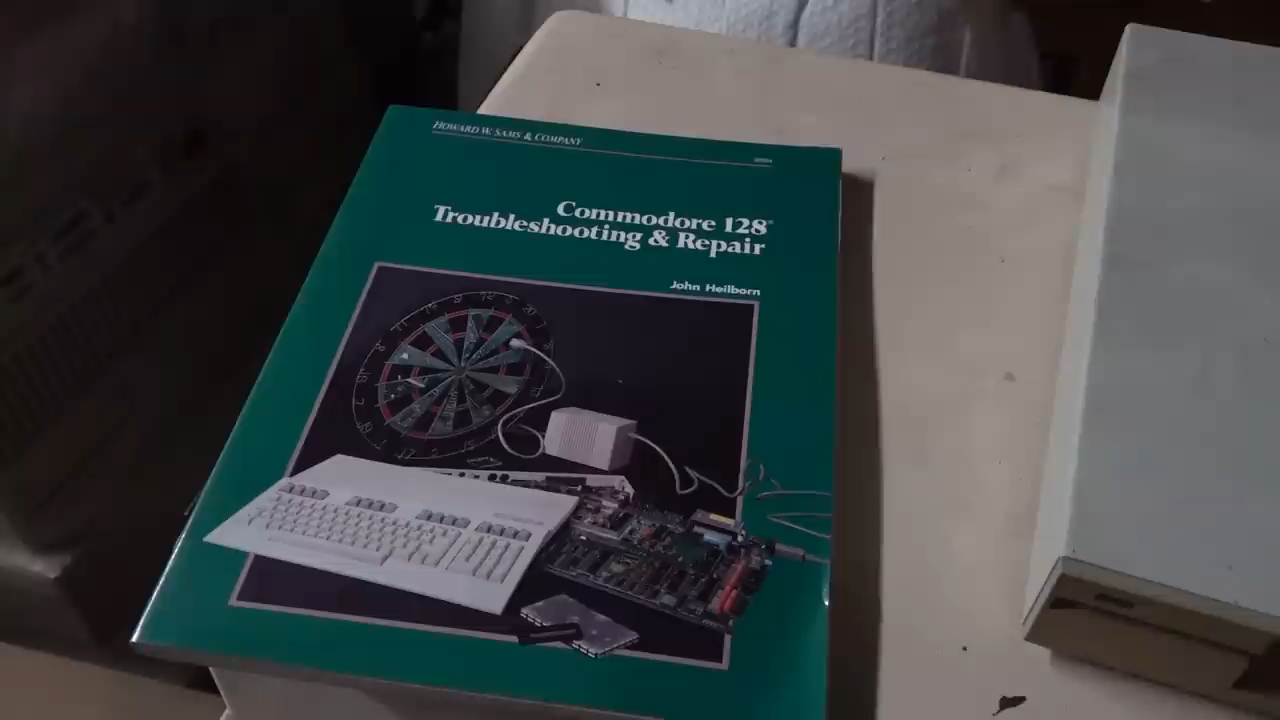 HOWARD W. SAMS & COMPANY
Commodore 128®
Troubleshooting & Repair
John Heilborn